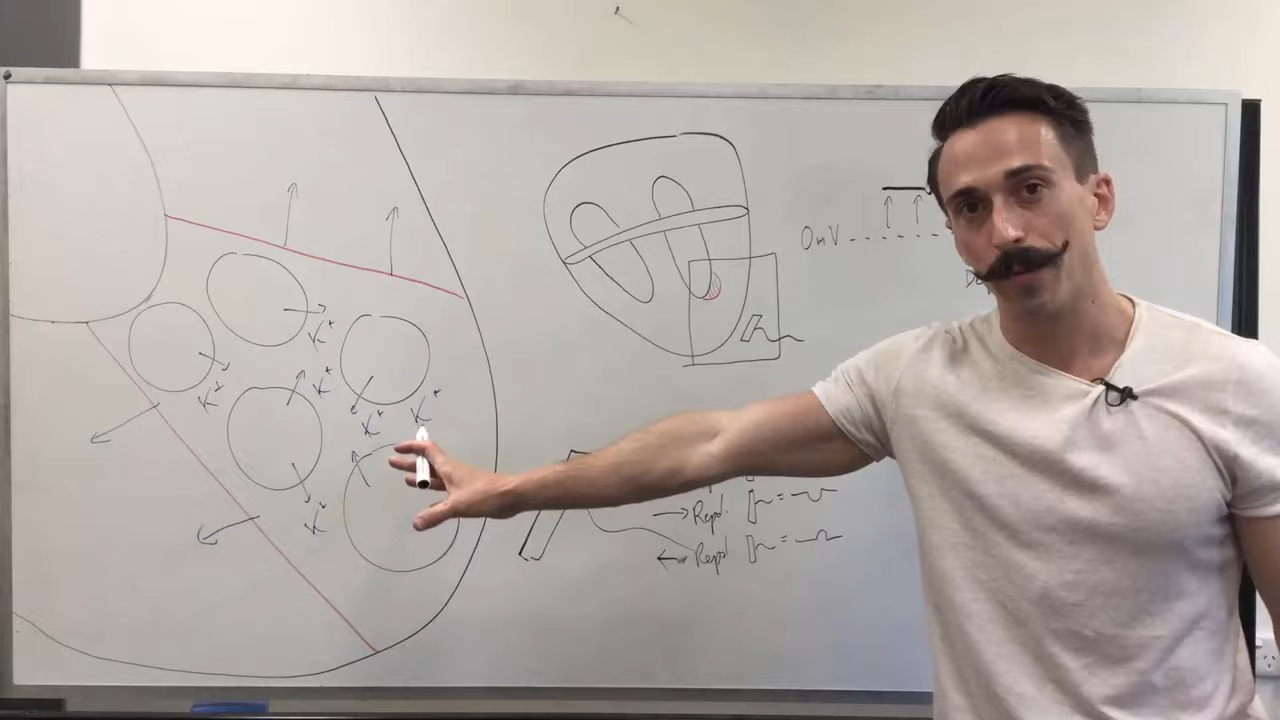 K⁺
K⁺
K⁺
K⁺
K⁺
K⁺
0mV
→ Repol. = 
← Repol =